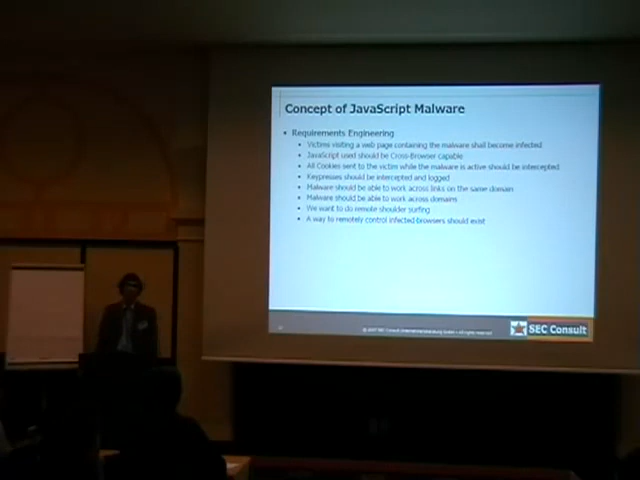 Concept of JavaScript Malware
Requirements Engineering
Victims visiting a web page containing the malware shall become infected
JavaScript used should be Cross-Browser capable
All Cookies sent to the victim while the malware is active should be intercepted
Keypresses should be intercepted and logged
Malware should be able to work across links on the same domain
Malware should be able to work across domains
We want to do remote shoulder surfing
A way to remotely control infected browsers should exist
SEC Consult